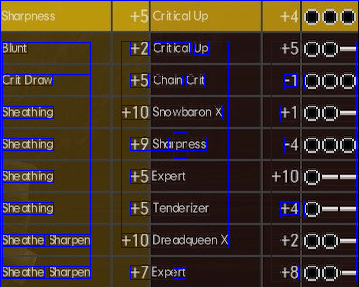 Sharpness +5 Critical Up +4
Blunt +2 Critical Up +5
Crit Draw +5 Chain Crit -1
Sheathing +10 Snowbaron X +1
Sheathing +9 Sharpness -4
Sheathing +5 Expert +10
Sheathing +5 Tenderizer +4
Sheathe Sharpen +10 Dreadqueen X +2
Sheathe Sharpen +7 Expert +8